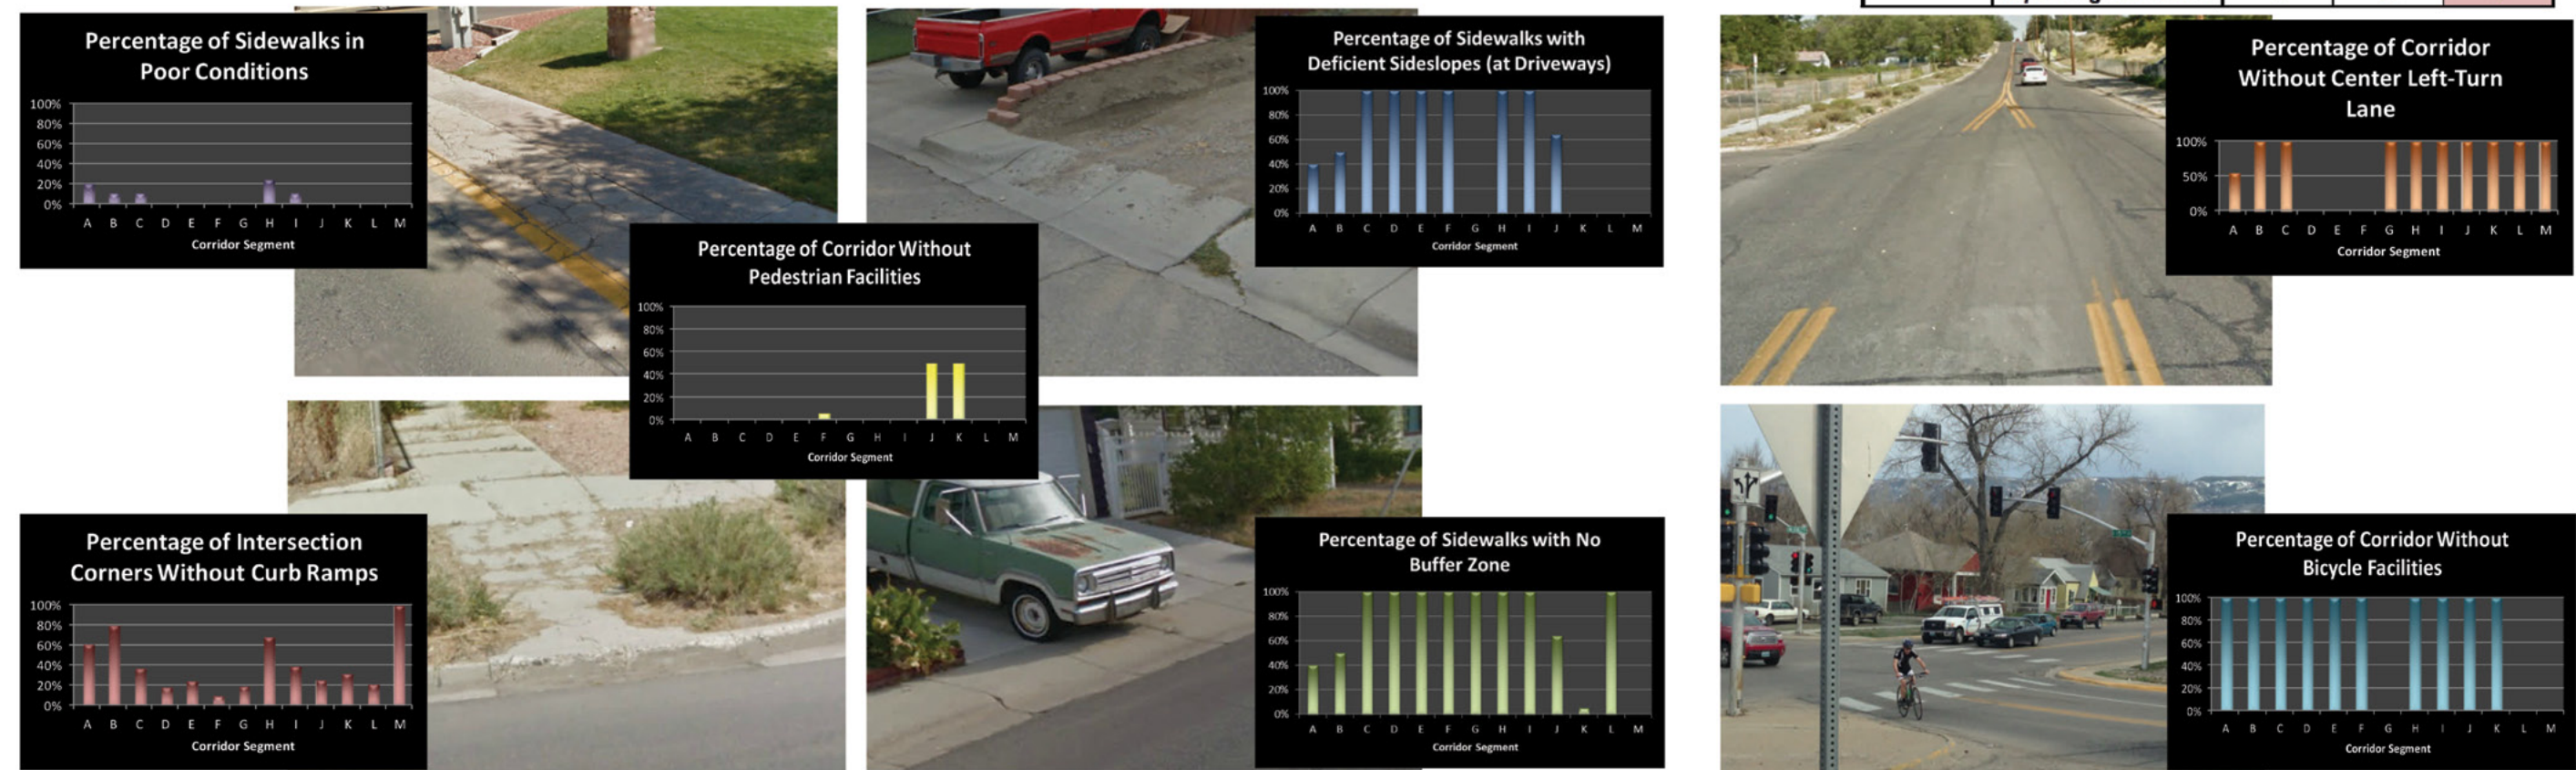 Percentage of Sidewalks in
Poor Conditions
100%
80%
60%
40%
20%
0%
A B C D E F G H I J K L M
Corridor Segment
Percentage of Corridor Without
Pedestrian Facilities
100%
80%
60%
40%
20%
0%
A B C D E F G H I J K L M
Corridor Segment
Percentage of Intersection
Corners Without Curb Ramps
100%
80%
60%
40%
20%
0%
A B C D E F G H I J K L M
Corridor Segment
Percentage of Sidewalks with
Deficient Sideslopes (at Driveways)
100%
80%
60%
40%
20%
0%
A B C D E F G H I J K L M
Corridor Segment
Percentage of Sidewalks with No
Buffer Zone
100%
80%
60%
40%
20%
0%
A B C D E F G H I J K L M
Corridor Segment
Percentage of Corridor
Without Center Left-Turn
Lane
100%
50%
0%
A B C D E F G H I J K L M
Corridor Segment
Percentage of Corridor Without
Bicycle Facilities
100%
80%
60%
40%
20%
0%
A B C D E F G H I J K L M
Corridor Segment